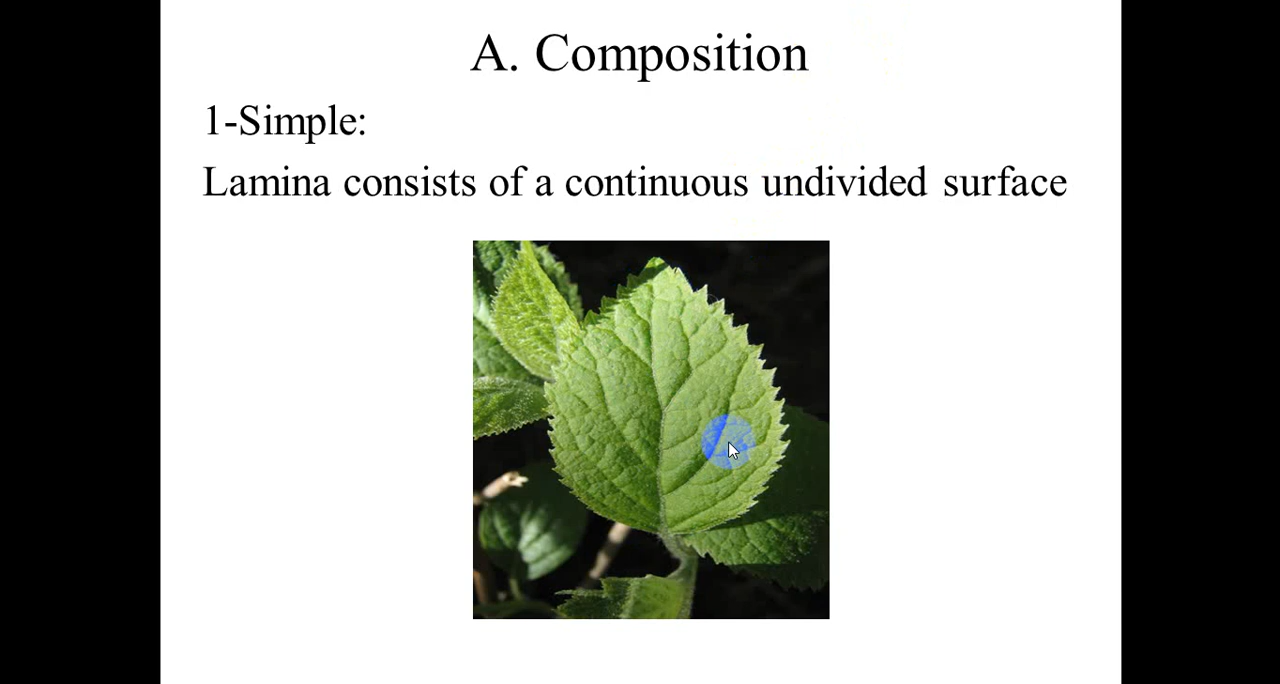 A. Composition
1-Simple:
Lamina consists of a continuous undivided surface